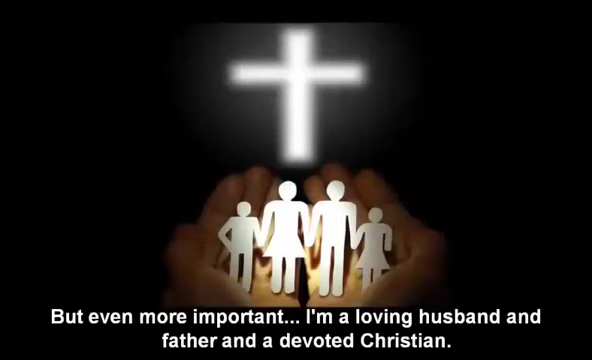 But even more important... I'm a loving husband and
father and a devoted Christian.